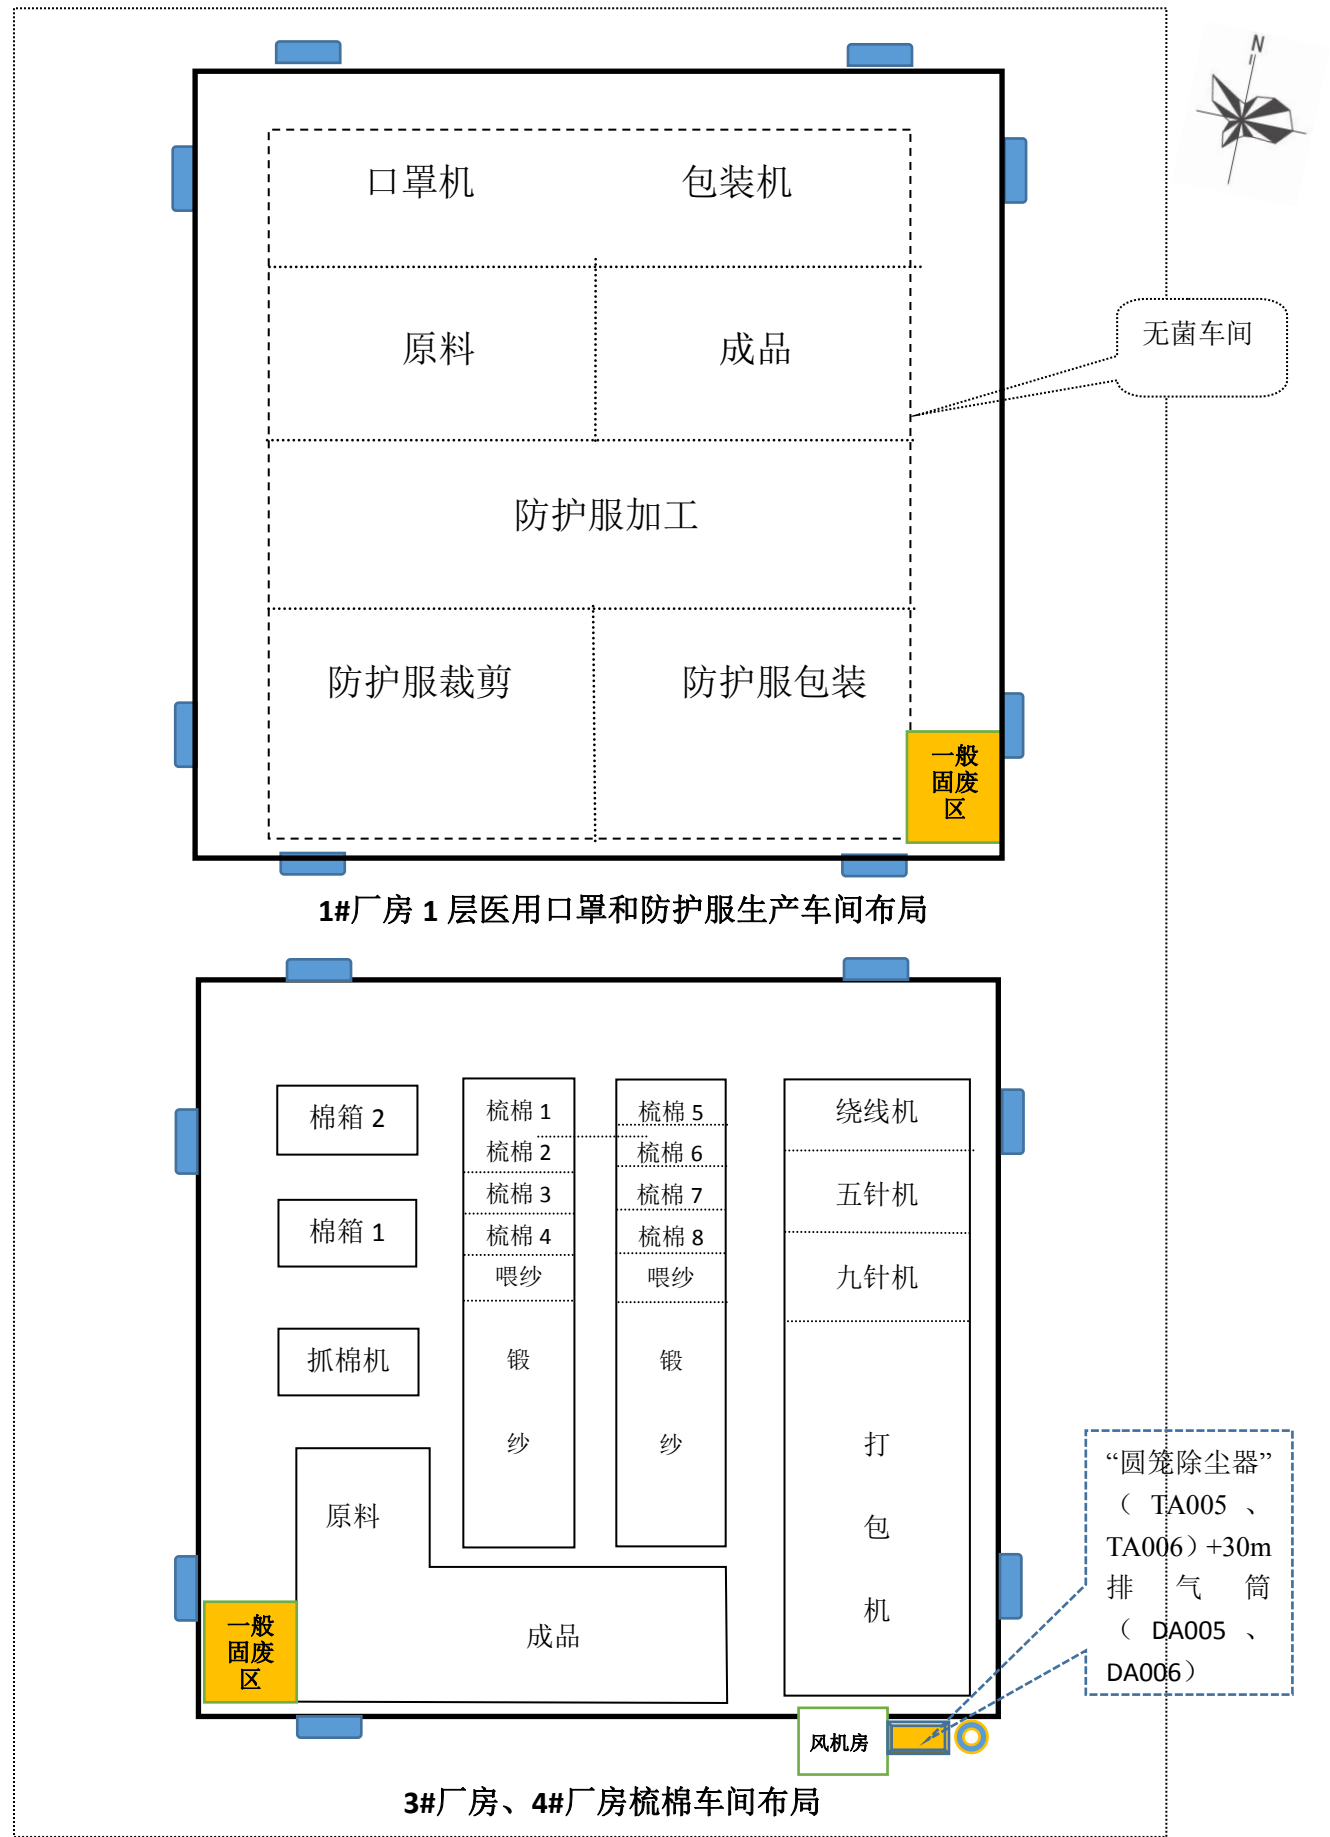 N
口罩机 包装机
原料 成品
无菌车间
防护服加工
防护服裁剪 防护服包装
一般
固废
区
1#厂房 1 层医用口罩和防护服生产车间布局
棉箱 2
棉箱 1
抓棉机
梳棉 1
梳棉 2
梳棉 3
梳棉 4
喂纱
锻
纱
梳棉 5
梳棉 6
梳棉 7
梳棉 8
喂纱
锻
纱
绕线机
五针机
九针机
打
包
机
原料
成品
一般
固废
区
“圆笼除尘器”
（ TA005 、
TA006）+30m
排 气 筒
（ DA005 、
DA006）
风机房
3#厂房、4#厂房梳棉车间布局